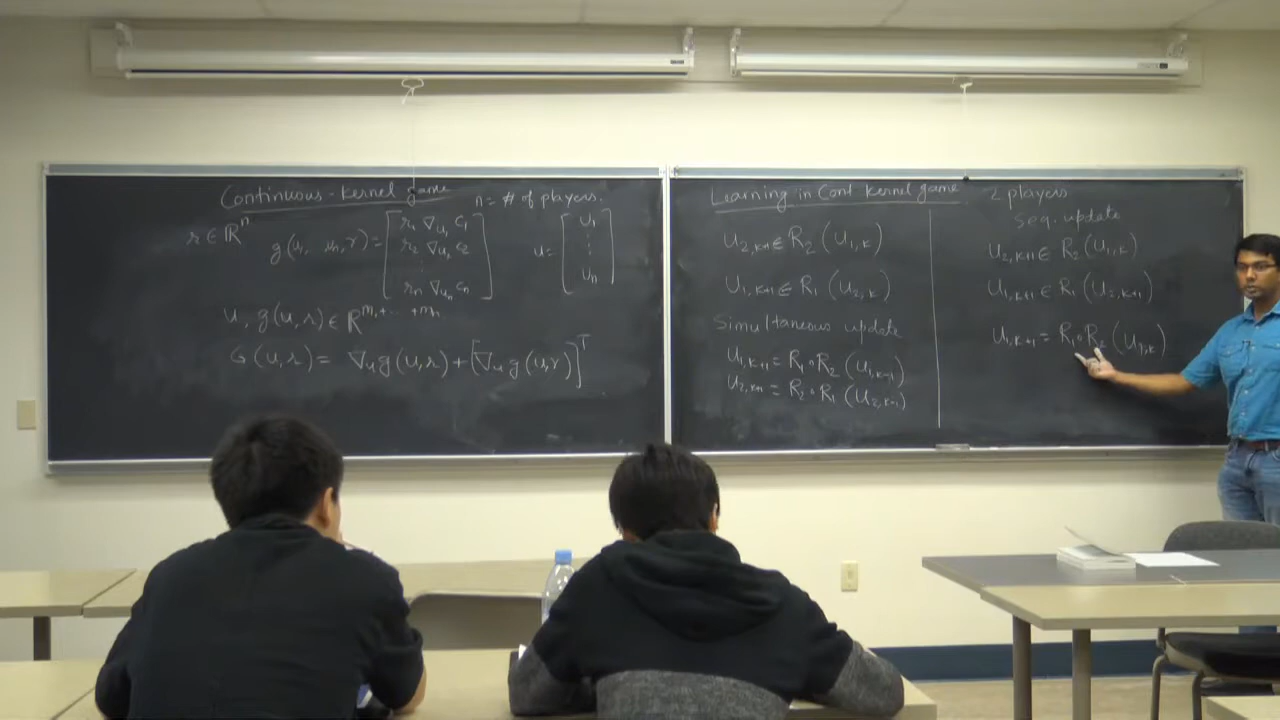 Continuous-Kernel game
n = # of players.
r ∈ ℝⁿ
g(u₁, uₙ, r) = [r₁ ∇u₁ c₁
r₂ ∇u₂ c₂
⋮
rₙ ∇uₙ cₙ]
u = [u₁
⋮
uₙ]
u, g(u, r) ∈ ℝ^{m₁+...+mₙ}
G(u, r) = ∇ᵤg(u, r) + [∇ᵤg(u, r)]ᵀ
Learning in Cont Kernel game
U₂,ₖ₊₁ ∈ R₂(U₁,ₖ)
U₁,ₖ₊₁ ∈ R₁(U₂,ₖ)
Simultaneous update
U₁,ₖ₊₁ = R₁∘R₂(U₁,ₖ₋₁)
U₂,ₖ₊₁ = R₂∘R₁(U₂,ₖ₋₁)
2 players
Seq. update
U₂,ₖ₊₁ ∈ R₂(U₁,ₖ)
U₁,ₖ₊₁ ∈ R₁(U₂,ₖ₊₁)
U₁,ₖ₊₁ = R₁∘R₂(U₁,ₖ)